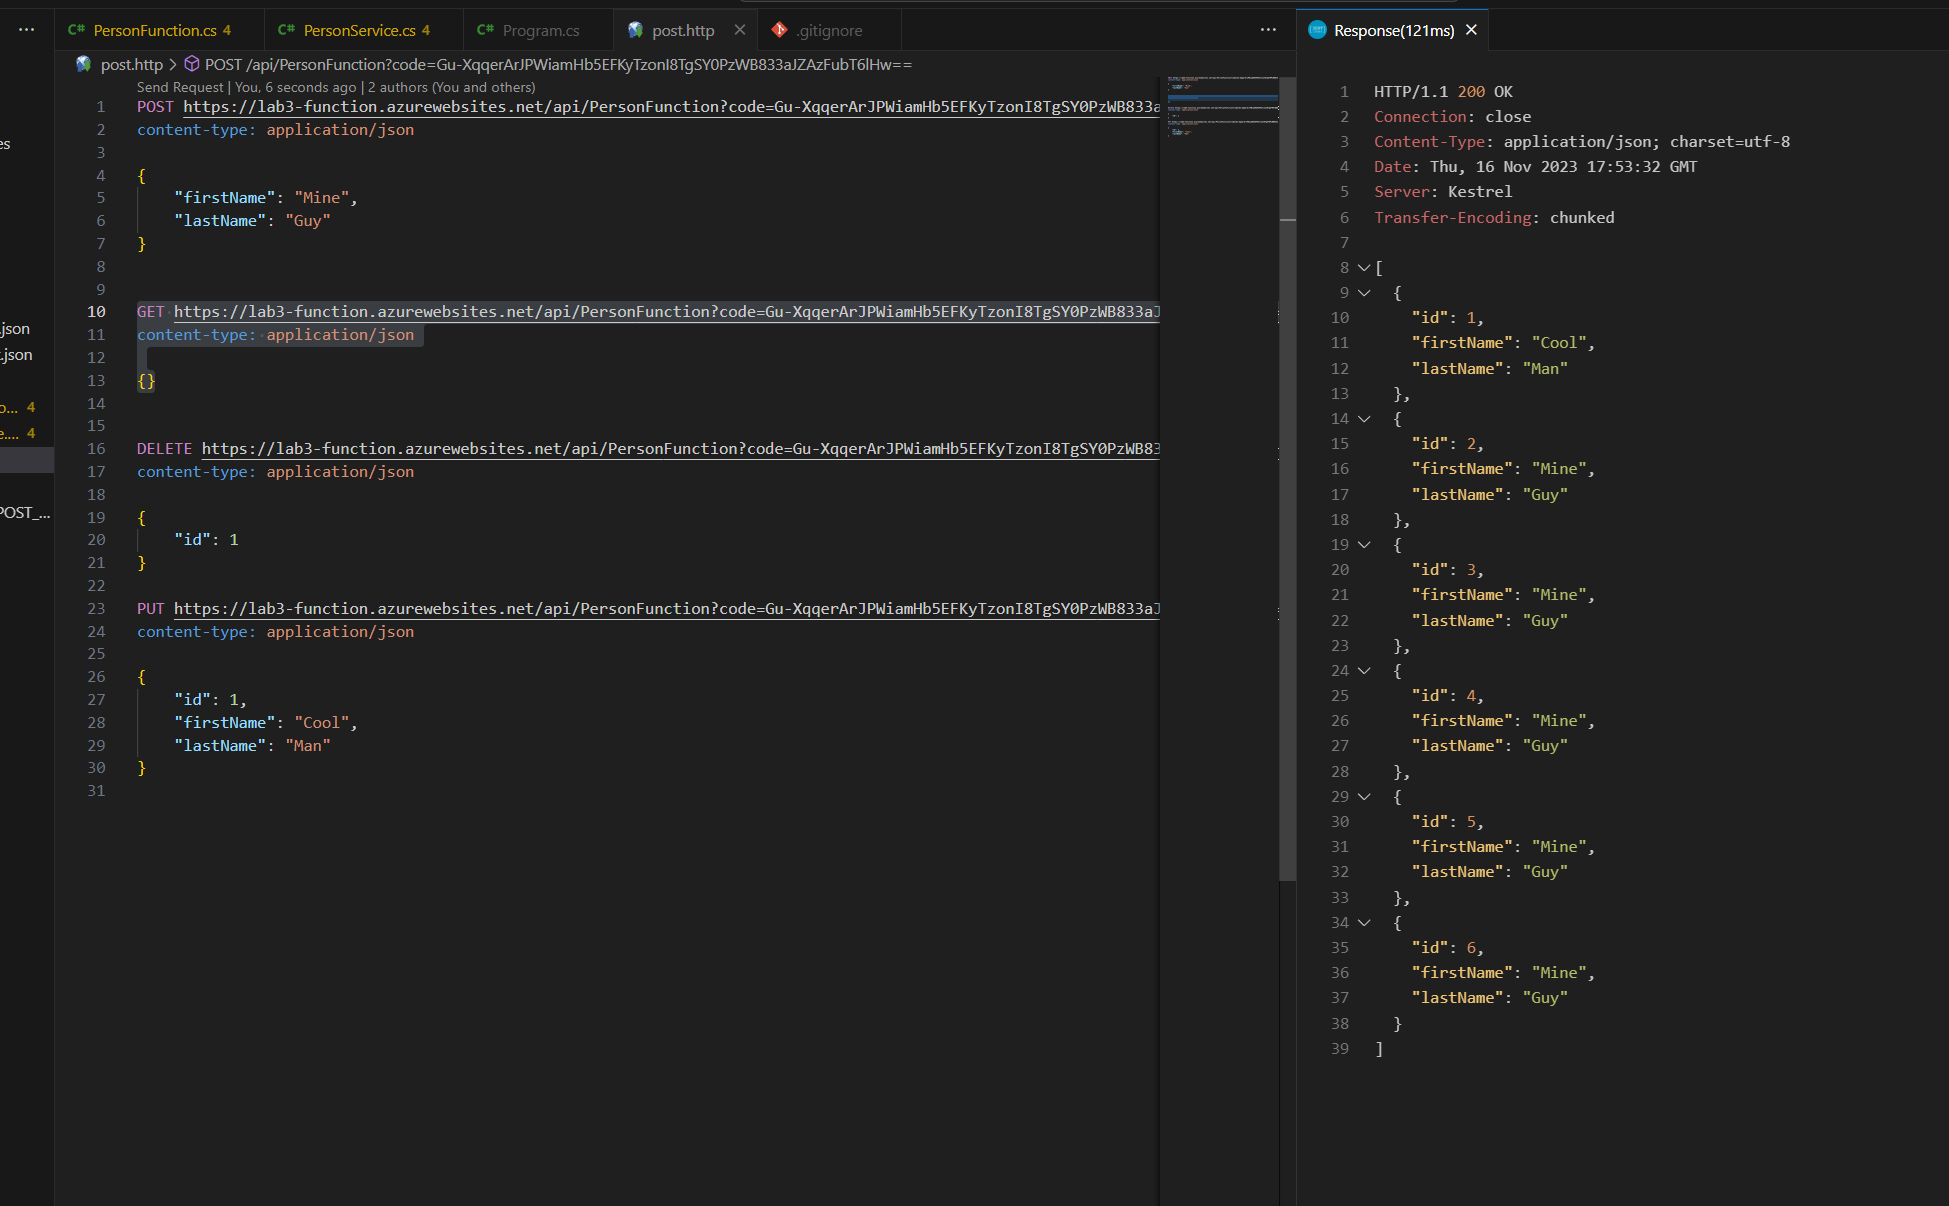 PersonFunction.cs 4
PersonService.cs 4
Program.cs
post.http
.gitignore
Response(121ms)
post.http > POST /api/PersonFunction?code=Gu-XqqerArJPWiamHb5EFKyTzonI8TgSY0PzWB833aJZAzFubT6lHw==
es
.json
.json
o... 4
e.... 4
POST_...
Send Request | You, 6 seconds ago | 2 authors (You and others)
1 POST https://lab3-function.azurewebsites.net/api/PersonFunction?code=Gu-XqqerArJPWiamHb5EFKyTzonI8TgSY0PzWB833a
2 content-type: application/json
3
4 {
5 "firstName": "Mine",
6 "lastName": "Guy"
7 }
8
9
10 GET https://lab3-function.azurewebsites.net/api/PersonFunction?code=Gu-XqqerArJPWiamHb5EFKyTzonI8TgSY0PzWB833aJ
11 content-type: application/json
12
13 {}
14
15
16 DELETE https://lab3-function.azurewebsites.net/api/PersonFunction?code=Gu-XqqerArJPWiamHb5EFKyTzonI8TgSY0PzWB83
17 content-type: application/json
18
19 {
20 "id": 1
21 }
22
23 PUT https://lab3-function.azurewebsites.net/api/PersonFunction?code=Gu-XqqerArJPWiamHb5EFKyTzonI8TgSY0PzWB833aJ
24 content-type: application/json
25
26 {
27 "id": 1,
28 "firstName": "Cool",
29 "lastName": "Man"
30 }
31
1 HTTP/1.1 200 OK
2 Connection: close
3 Content-Type: application/json; charset=utf-8
4 Date: Thu, 16 Nov 2023 17:53:32 GMT
5 Server: Kestrel
6 Transfer-Encoding: chunked
7
8 [
9 {
10 "id": 1,
11 "firstName": "Cool",
12 "lastName": "Man"
13 },
14 {
15 "id": 2,
16 "firstName": "Mine",
17 "lastName": "Guy"
18 },
19 {
20 "id": 3,
21 "firstName": "Mine",
22 "lastName": "Guy"
23 },
24 {
25 "id": 4,
26 "firstName": "Mine",
27 "lastName": "Guy"
28 },
29 {
30 "id": 5,
31 "firstName": "Mine",
32 "lastName": "Guy"
33 },
34 {
35 "id": 6,
36 "firstName": "Mine",
37 "lastName": "Guy"
38 }
39 ]